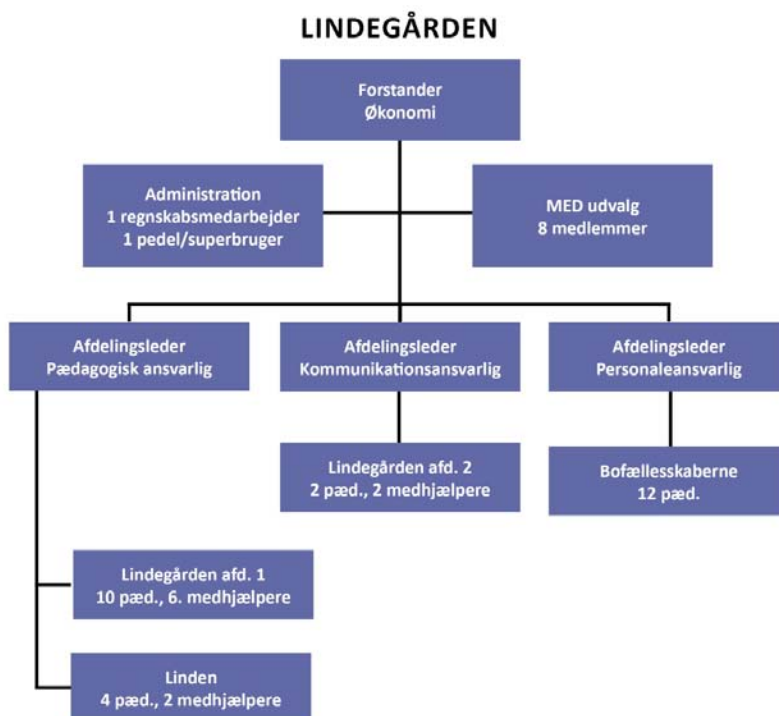 LINDEGÅRDEN
Forstander
Økonomi
Administration
1 regnskabsmedarbejder
1 pedel/superbruger
MED udvalg
8 medlemmer
Afdelingsleder
Pædagogisk ansvarlig
Afdelingsleder
Kommunikationsansvarlig
Afdelingsleder
Personaleansvarlig
Lindegården afd. 2
2 pæd., 2 medhjælpere
Bofællesskaberne
12 pæd.
Lindegården afd. 1
10 pæd., 6. medhjælpere
Linden
4 pæd., 2 medhjælpere